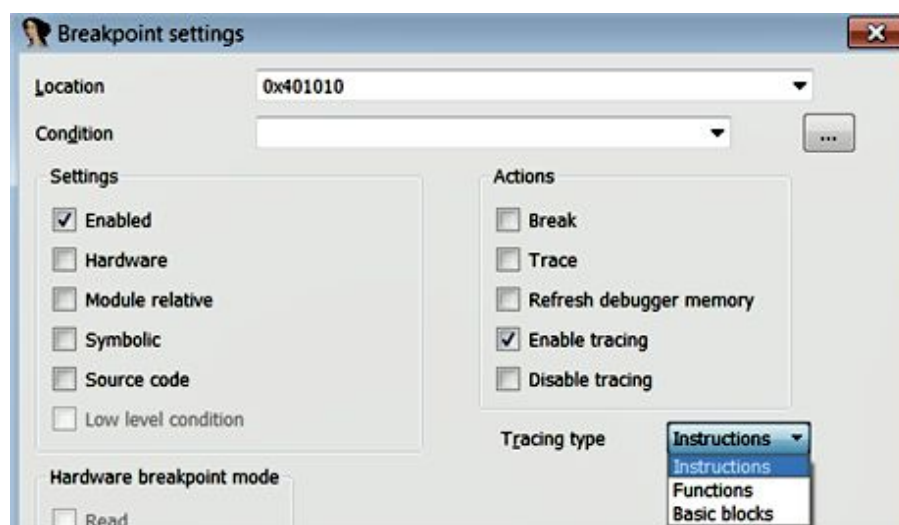 Breakpoint settings
Location 0x401010
Condition ...
Settings
Enabled
Hardware
Module relative
Symbolic
Source code
Low level condition
Actions
Break
Trace
Refresh debugger memory
Enable tracing
Disable tracing
Tracing type Instructions
Instructions
Functions
Basic blocks
Hardware breakpoint mode
Read